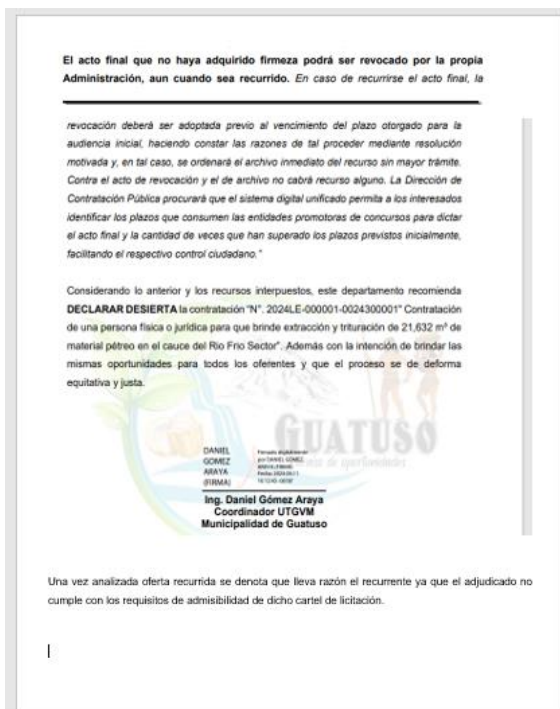 El acto final que no haya adquirido firmeza podrá ser revocado por la propia
Administración, aun cuando sea recurrido. En caso de recurrirse el acto final, la
revocación deberá ser adoptada previo al vencimiento del plazo otorgado para la
audiencia inicial, haciendo constar las razones de tal proceder mediante resolución
motivada y, en tal caso, se ordenará el archivo inmediato del recurso sin mayor trámite.
Contra el acto de revocación y el de archivo no cabrá recurso alguno. La Dirección de
Contratación Pública procurará que el sistema digital unificado permita a los interesados
identificar los plazos que consumen las entidades promotoras de concursos para dictar
el acto final y la cantidad de veces que han superado los plazos previstos inicialmente,
facilitando el respectivo control ciudadano."
Considerando lo anterior y los recursos interpuestos, este departamento recomienda
DECLARAR DESIERTA la contratación "N°. 2024LE-000001-0024300001" Contratación
de una persona física o jurídica para que brinde extracción y trituración de 21,632 m³ de
material pétreo en el cauce del Rio Frio Sector". Además con la intención de brindar las
mismas oportunidades para todos los oferentes y que el proceso se de deforma
equitativa y justa.
GUATUSO
de oportunidades
DANIEL
GOMEZ
ARAYA
(FIRMA)
Firmado digitalmente
por DANIEL GOMEZ
ARAYA (FIRMA)
Ing. Daniel Gómez Araya
Coordinador UTGVM
Municipalidad de Guatuso
Una vez analizada oferta recurrida se denota que lleva razón el recurrente ya que el adjudicado no
cumple con los requisitos de admisibilidad de dicho cartel de licitación.